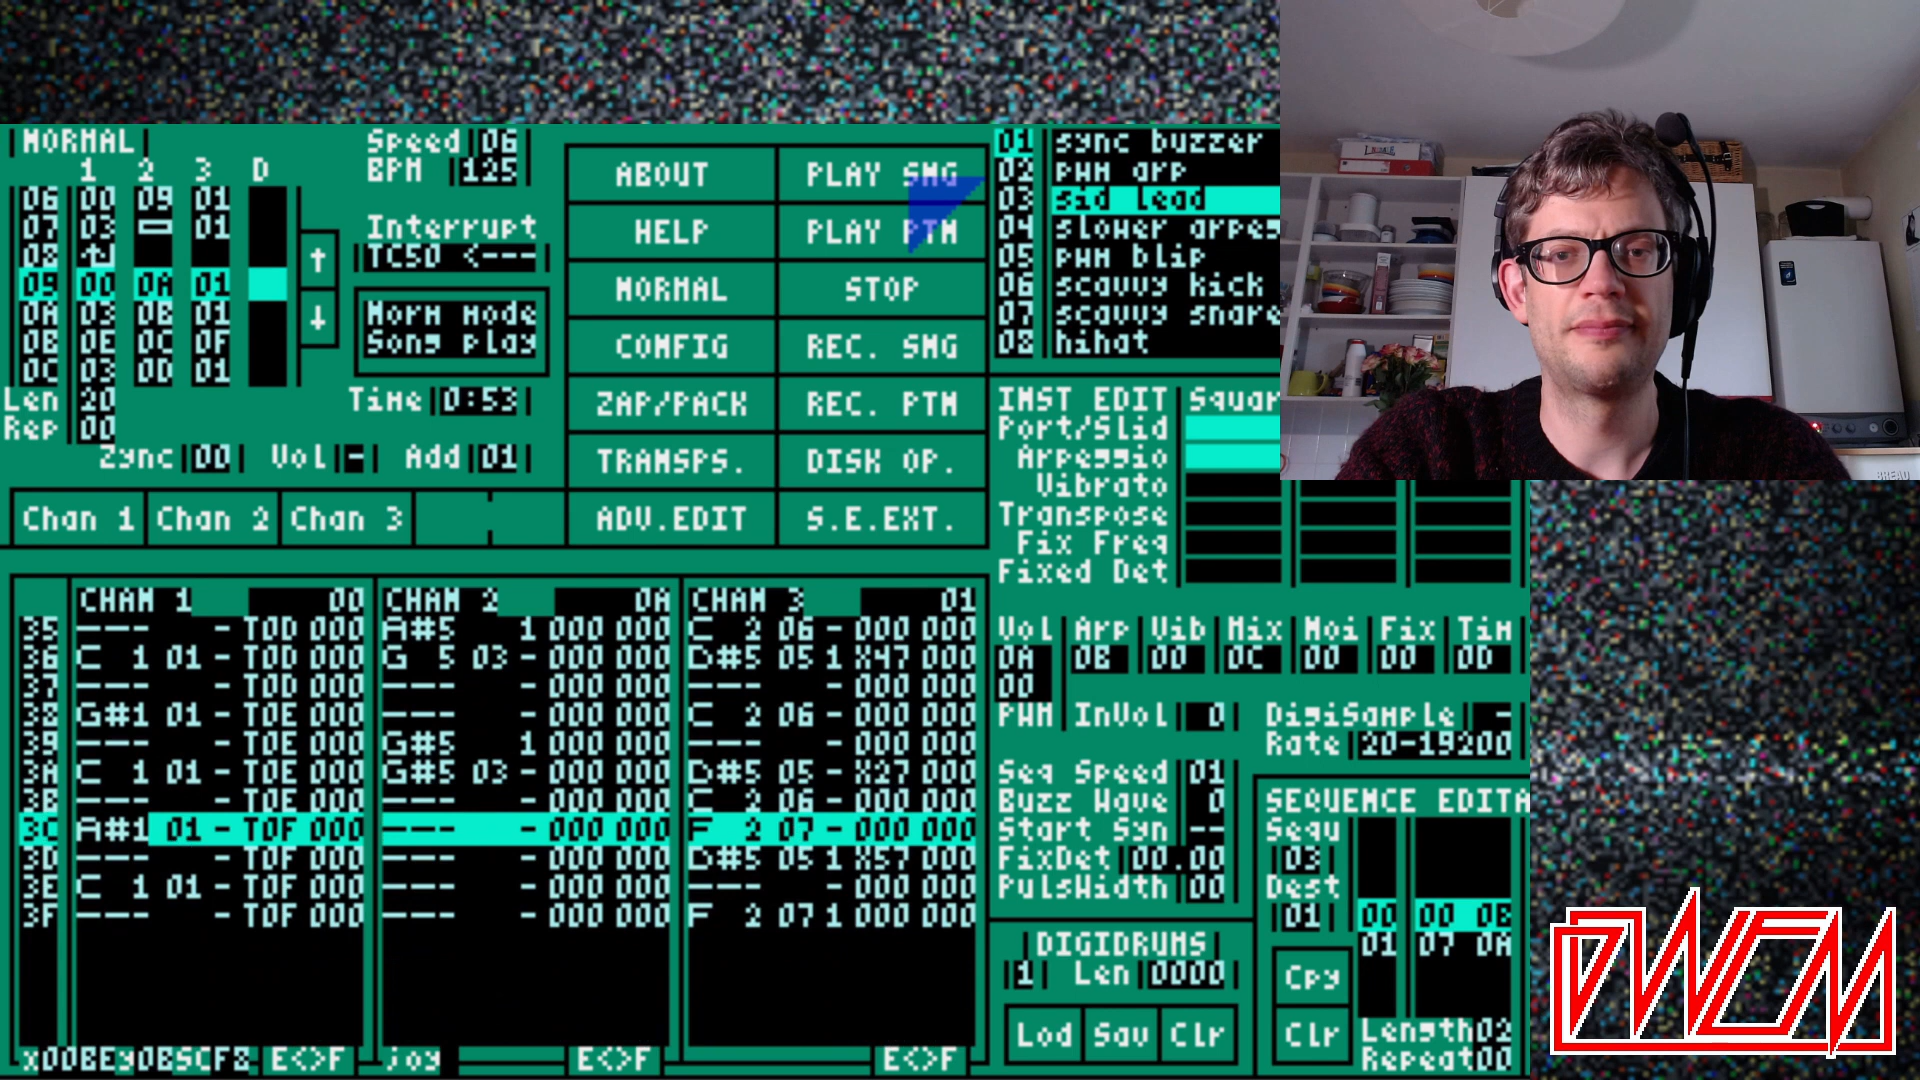 NORMAL
1 2 3 D
06 00 09 01
07 03 01
08
09 00 0A 01
0A 03 0B 01
0B 0E 0C 0F
0C 03 0D 01
Len 20
Rep 00
Speed 06
BPM 125
Interrupt
TC50 <---
Norm mode
Song play
Time 0:53
Zync 00 Vol - Add 01
Chan 1 Chan 2 Chan 3
ABOUT PLAY SNG
HELP PLAY PTN
NORMAL STOP
CONFIG REC. SNG
ZAP/PACK REC. PTN
TRANSPS. DISK OP.
ADV.EDIT S.E.EXT.
01 sync buzzer
02 pwm arp
03 sid lead
04 slower arpeg
05 pwm blip
06 scavvy kick
07 scavvy snare
08 hihat
INST EDIT Squar
Port/Slid
Arpeggio
Vibrato
Transpose
Fix Freq
Fixed Det
Vol Arp Vib Mix Noi Fix Tim
0A 0B 00 0C 00 00 0D
00
PWM InVol 0 DigiSample -
Rate 20-19200
Seq Speed 01
Buzz Wave 0
Start Syn --
FixDet 00.00
PulsWidth 00
SEQUENCE EDITA
Sequ
03
Dest
01 00 00 0B
01 07 0A
Cpy
Clr
Length02
Repeat00
DIGIDRUMS
1 Len 0000
Lod Sav Clr
CHAN 1 00 CHAN 2 0A CHAN 3 01
35 --- - T0D 000 A#5 1 000 000 C 2 06 - 000 000
36 C 1 01 - T0D 000 G 5 03 - 000 000 D#5 05 1 X47 000
37 --- - T0D 000 --- - 000 000 --- - 000 000
38 G#1 01 - T0E 000 --- - 000 000 C 2 06 - 000 000
39 --- - T0E 000 G#5 1 000 000 --- - 000 000
3A C 1 01 - T0E 000 G#5 03 - 000 000 D#5 05 - X27 000
3B --- - T0E 000 --- - 000 000 C 2 06 - 000 000
3C A#1 01 - T0F 000 --- - 000 000 F 2 07 - 000 000
3D --- - T0F 000 --- - 000 000 D#5 05 1 X57 000
3E C 1 01 - T0F 000 --- - 000 000 --- - 000 000
3F --- - T0F 000 --- - 000 000 F 2 07 1 000 000
x00BEy0BSCF8 E<>F Joy E<>F E<>F
PWCM
BREAD